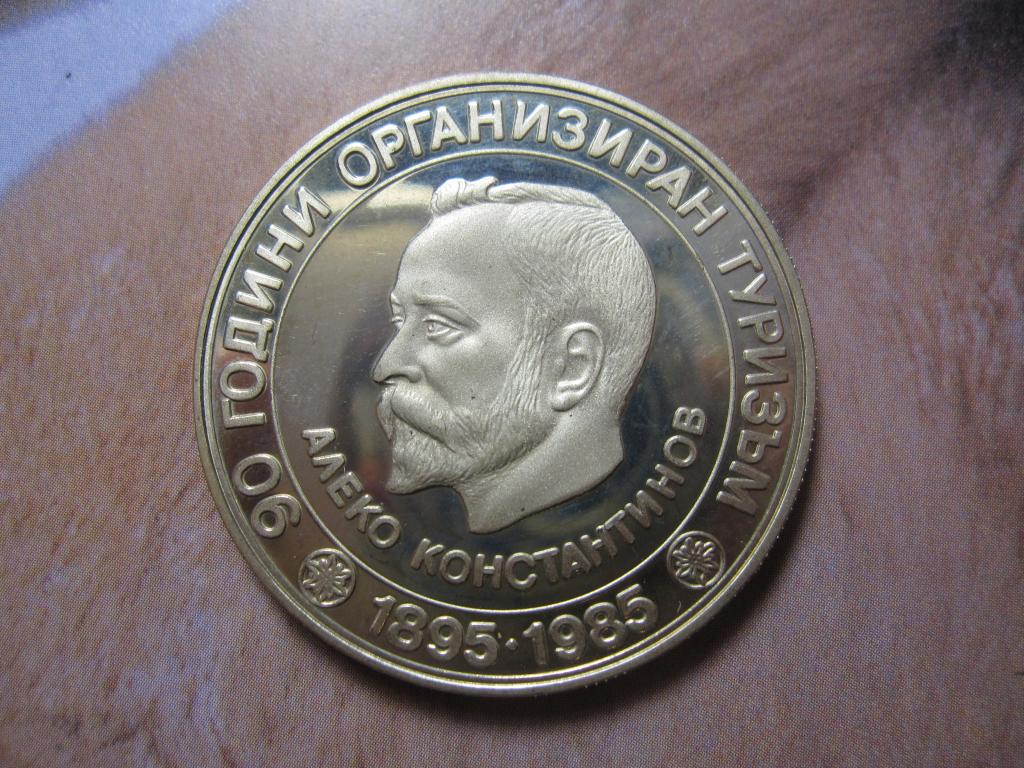 90 ГОДИНИ ОРГАНИЗИРАН ТУРИЗЪМ
АЛЕКО КОНСТАНТИНОВ
1895·1985